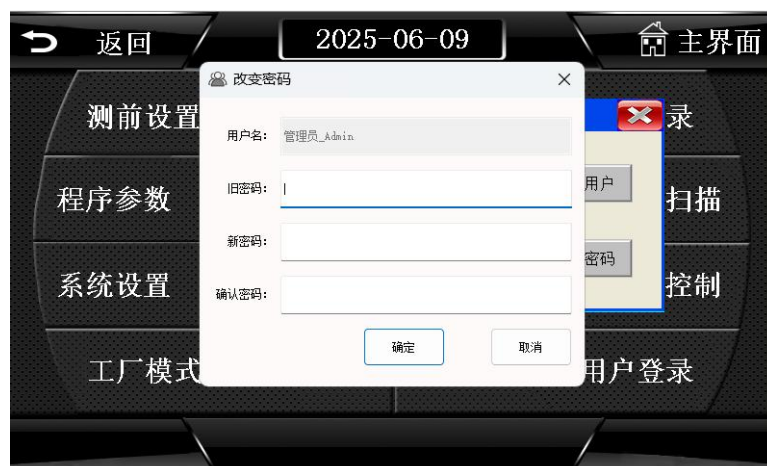 返回
2025-06-09
主界面
改变密码
测前设置
录
用户名:
管理员_Admin
旧密码:
用户
程序参数
扫描
新密码:
密码
系统设置
确认密码:
控制
确定
取消
工厂模式
用户登录